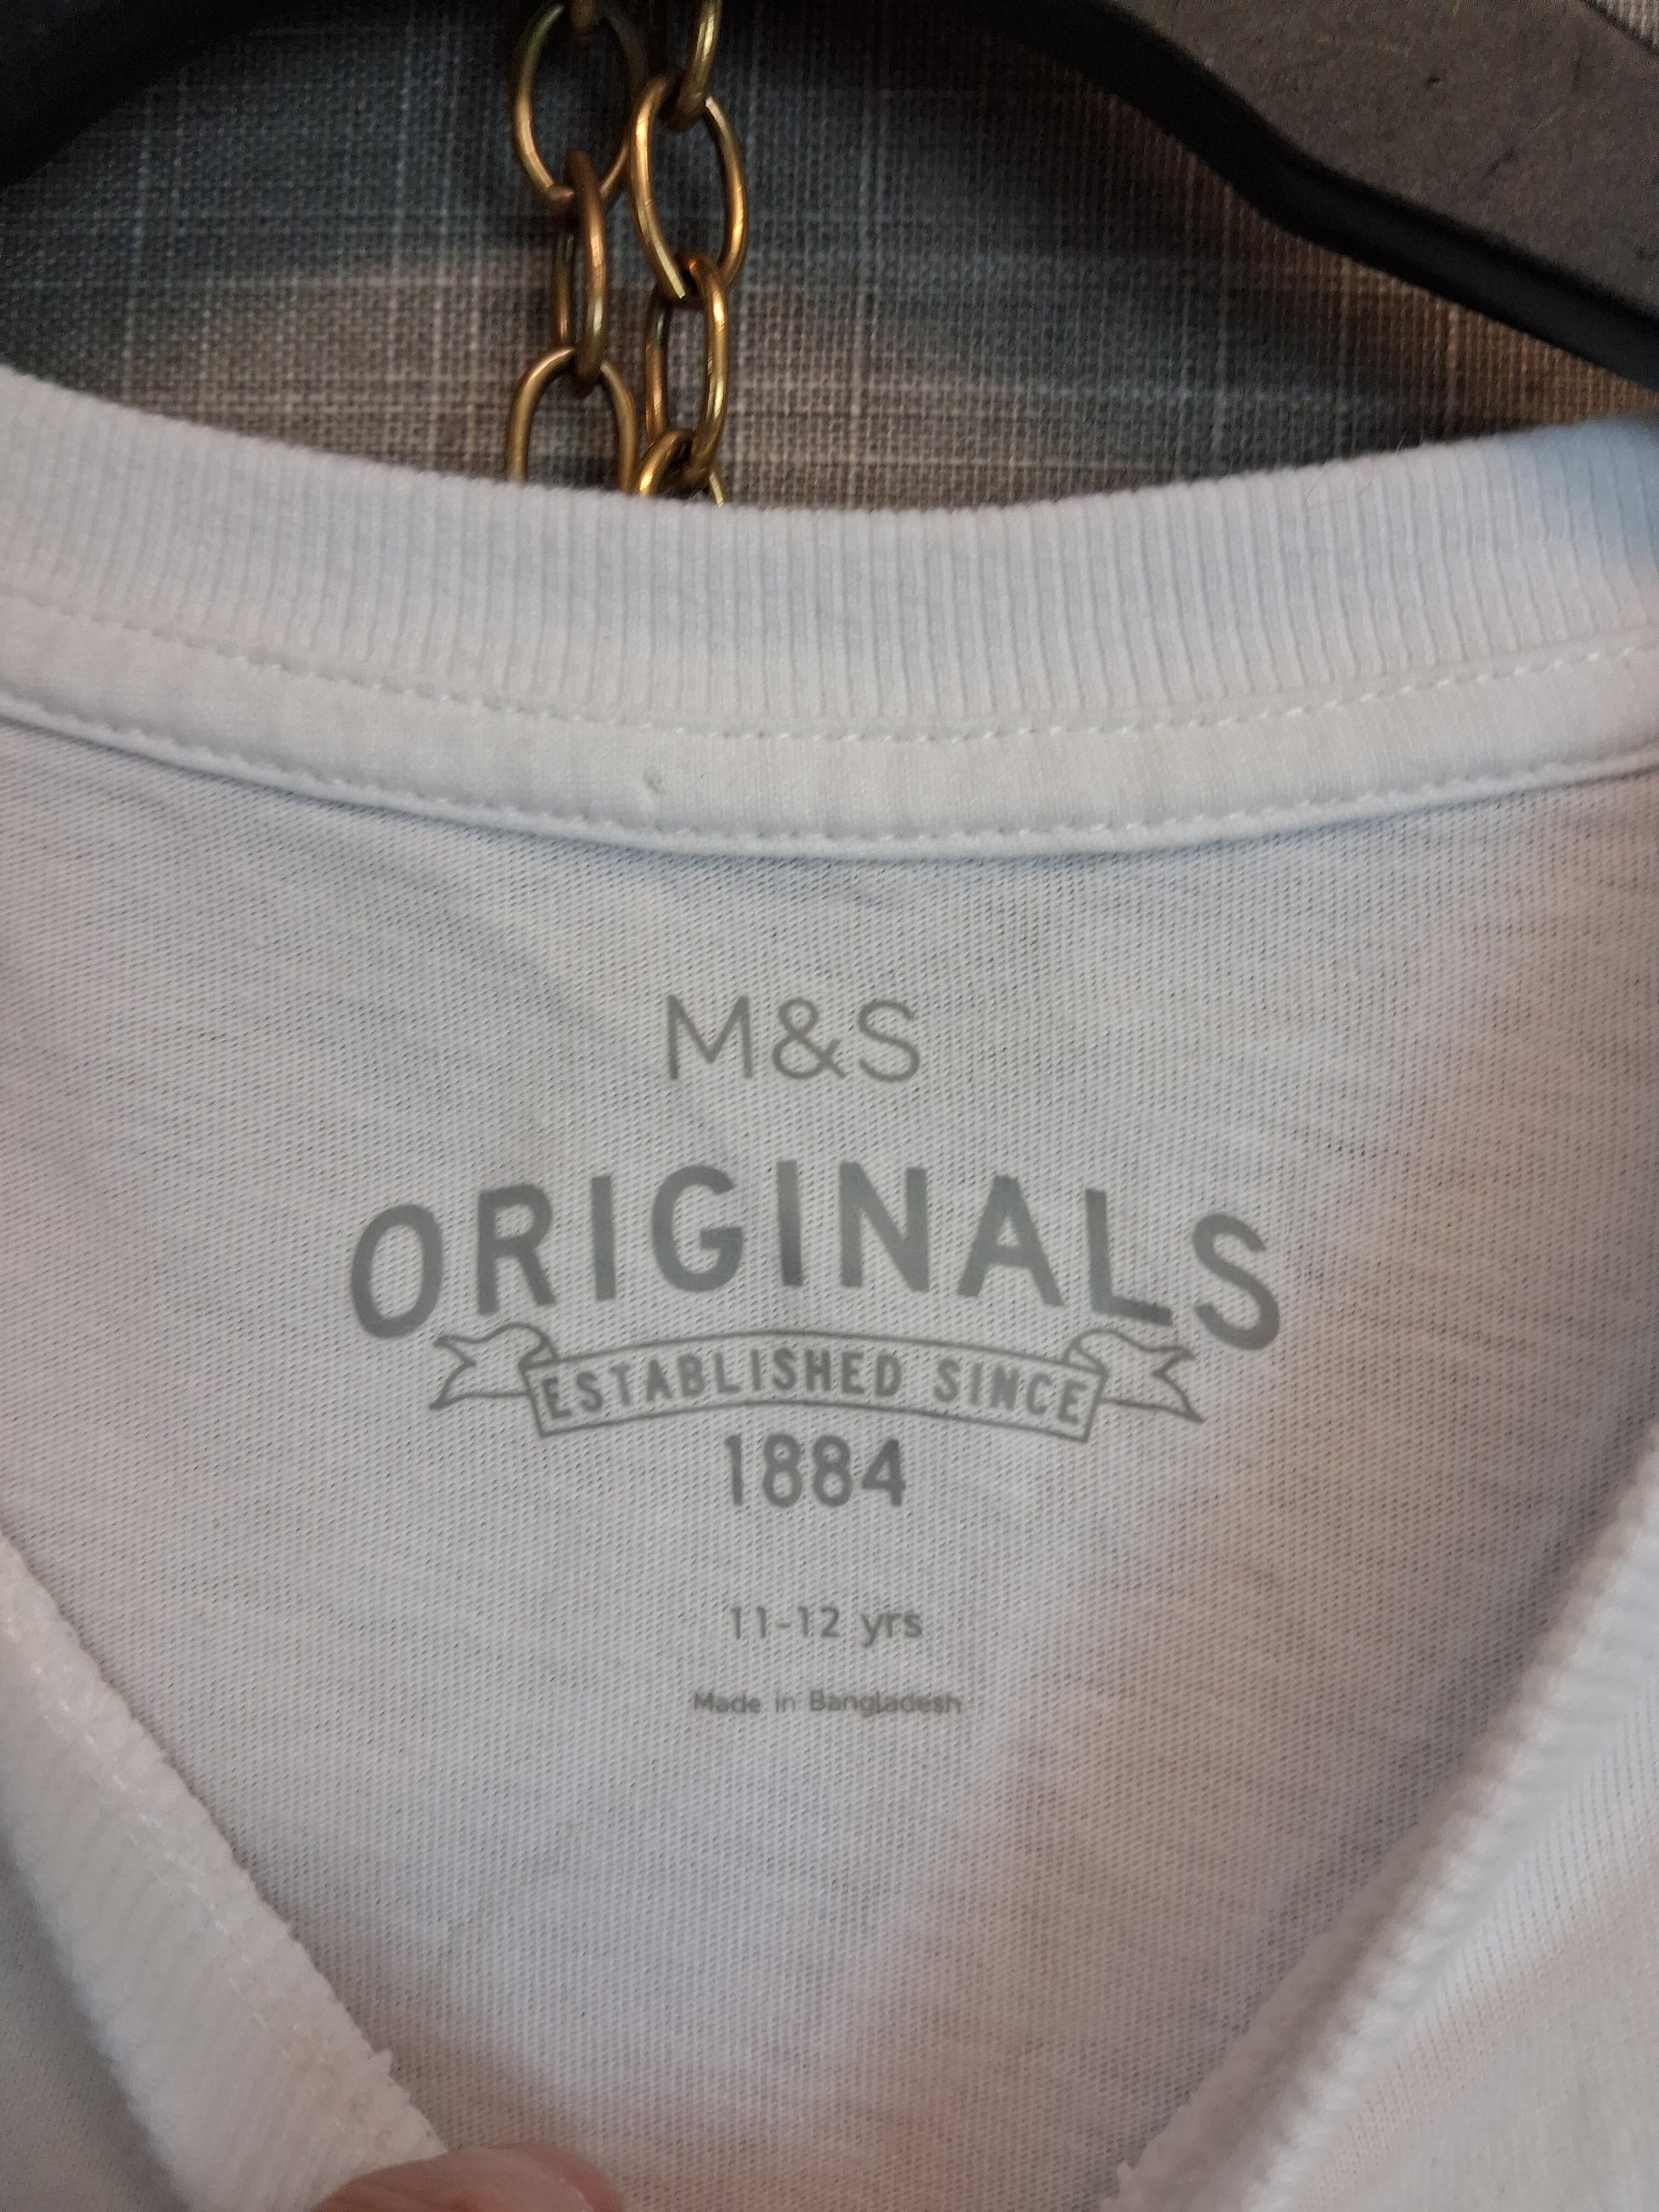 M&S
ORIGINALS
ESTABLISHED SINCE
1884
11-12 yrs
Made in Bangladesh